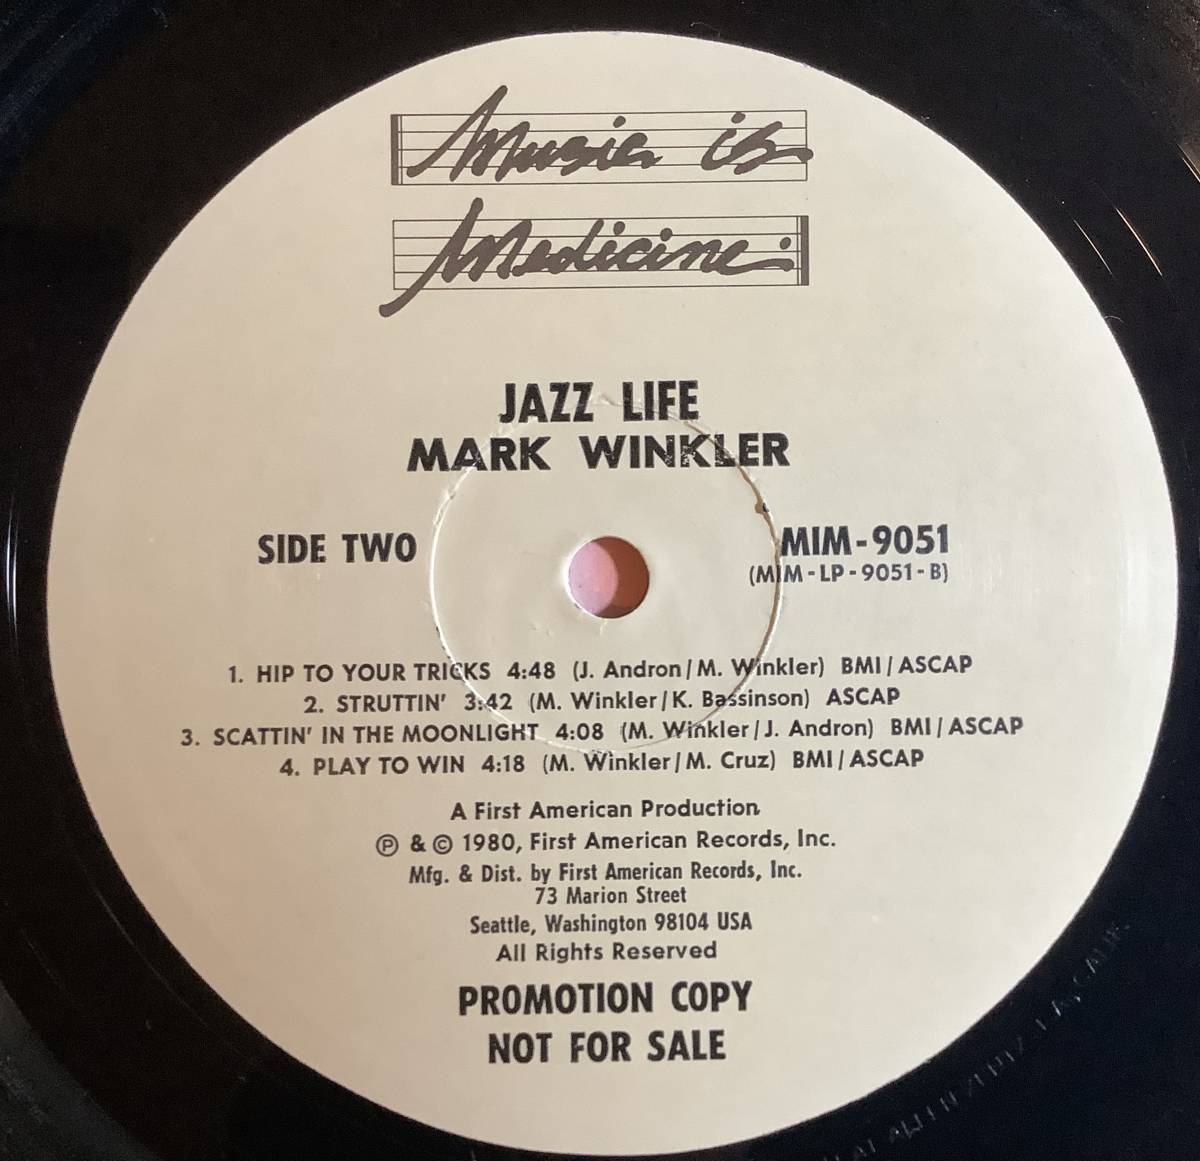 Music is
Medicine
JAZZ LIFE
MARK WINKLER
SIDE TWO
MIM-9051
(MIM-LP-9051-B)
1. HIP TO YOUR TRICKS 4:48 (J. Andron/M. Winkler) BMI/ASCAP
2. STRUTTIN' 3:42 (M. Winkler/K. Bassinson) ASCAP
3. SCATTIN' IN THE MOONLIGHT 4:08 (M. Winkler/J. Andron) BMI/ASCAP
4. PLAY TO WIN 4:18 (M. Winkler/M. Cruz) BMI/ASCAP
A First American Production
Ⓟ & © 1980, First American Records, Inc.
Mfg. & Dist. by First American Records, Inc.
73 Marion Street
Seattle, Washington 98104 USA
All Rights Reserved
PROMOTION COPY
NOT FOR SALE